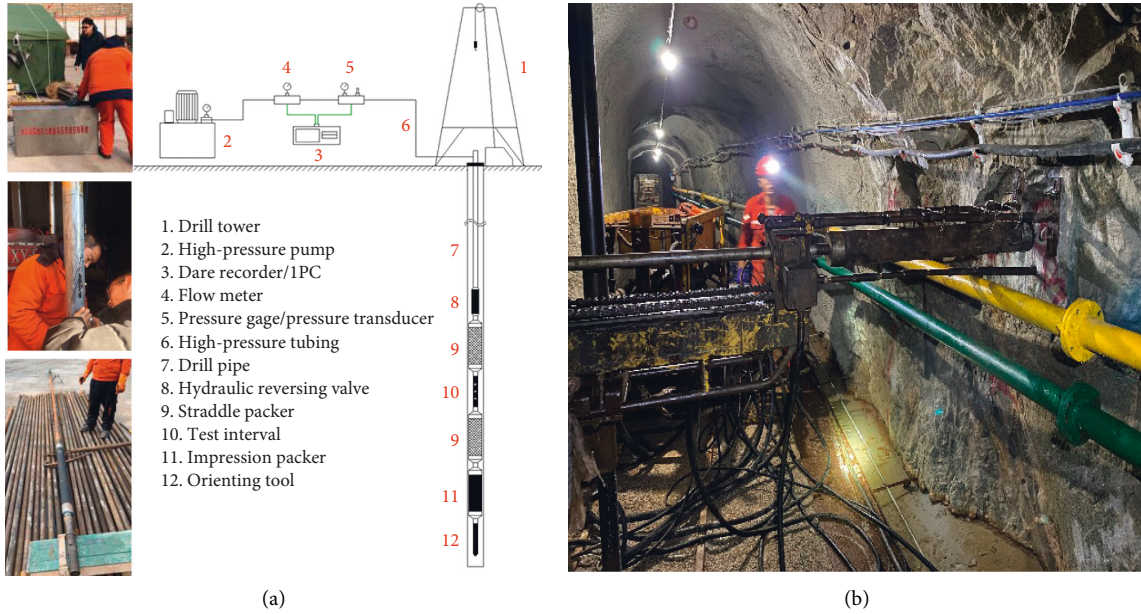 4
5
1
2
3
6
1. Drill tower
2. High-pressure pump
3. Dare recorder/1PC
4. Flow meter
5. Pressure gage/pressure transducer
6. High-pressure tubing
7. Drill pipe
8. Hydraulic reversing valve
9. Straddle packer
10. Test interval
11. Impression packer
12. Orienting tool
7
8
9
10
9
11
12
(a)
(b)